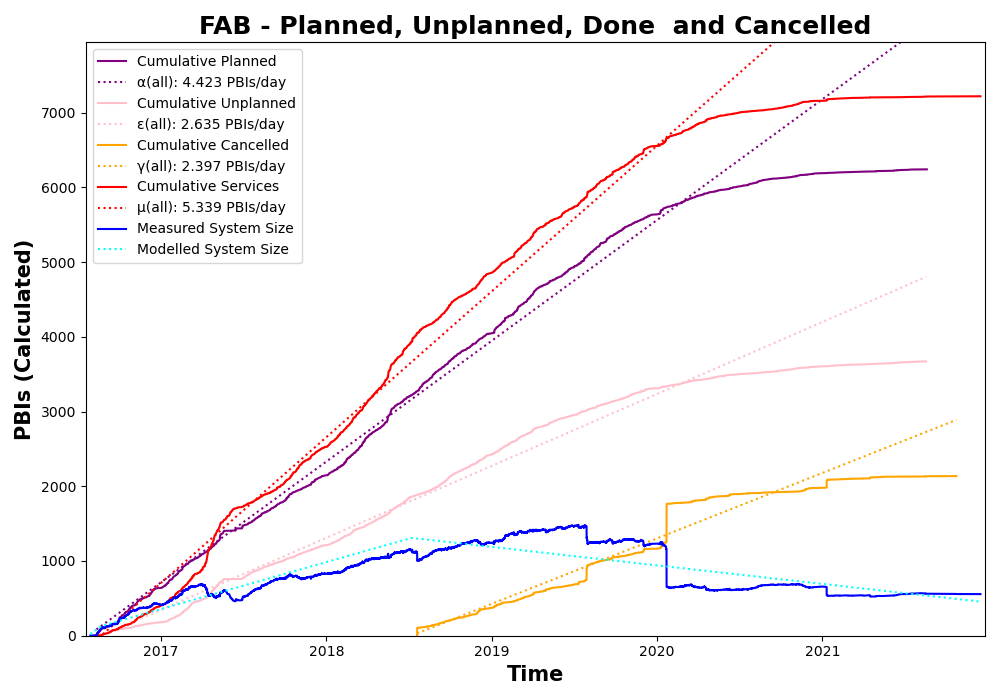 FAB - Planned, Unplanned, Done  and Cancelled
Cumulative Planned
α(all): 4.423 PBIs/day
Cumulative Unplanned
ε(all): 2.635 PBIs/day
Cumulative Cancelled
γ(all): 2.397 PBIs/day
Cumulative Services
μ(all): 5.339 PBIs/day
Measured System Size
Modelled System Size
PBIs (Calculated)
7000
6000
5000
4000
3000
2000
1000
0
2017 2018 2019 2020 2021
Time